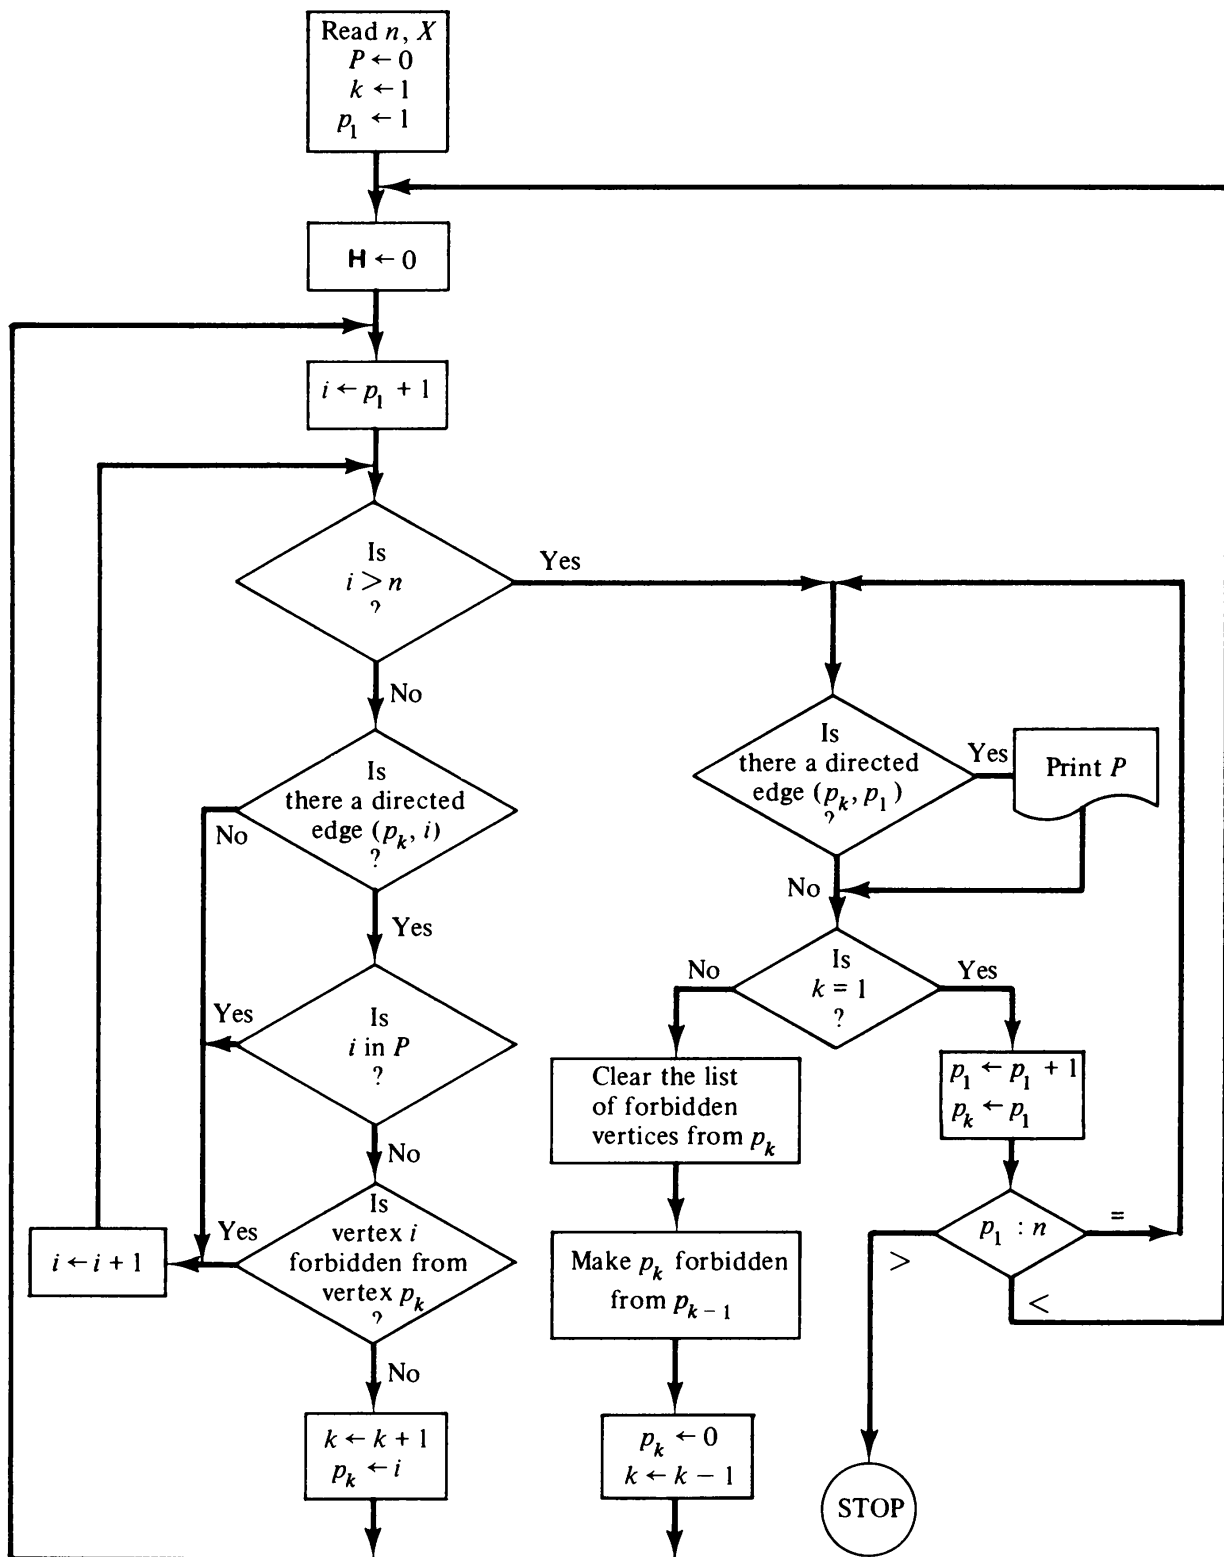 Read n, X
P ← 0
k ← 1
p₁ ← 1
H ← 0
i ← p₁ + 1
Is
i > n
?
Yes
No
Is
there a directed
edge (pₖ, i)
?
No
Yes
Is
i in P
?
Yes
No
Is
vertex i
forbidden from
vertex pₖ
?
Yes
No
i ← i + 1
k ← k + 1
pₖ ← i
Is
there a directed
edge (pₖ, p₁)
?
Yes
Print P
No
Is
k = 1
?
No
Yes
Clear the list
of forbidden
vertices from pₖ
Make pₖ forbidden
from pₖ₋₁
pₖ ← 0
k ← k − 1
p₁ ← p₁ + 1
pₖ ← p₁
p₁ : n
=
>
<
STOP